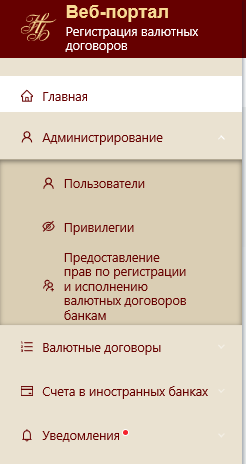 НБ
Веб-портал
Регистрация валютных
договоров
Главная
Администрирование
Пользователи
Привилегии
Предоставление
прав по регистрации
и исполнению
валютных договоров
банкам
Валютные договоры
Счета в иностранных банках
Уведомления